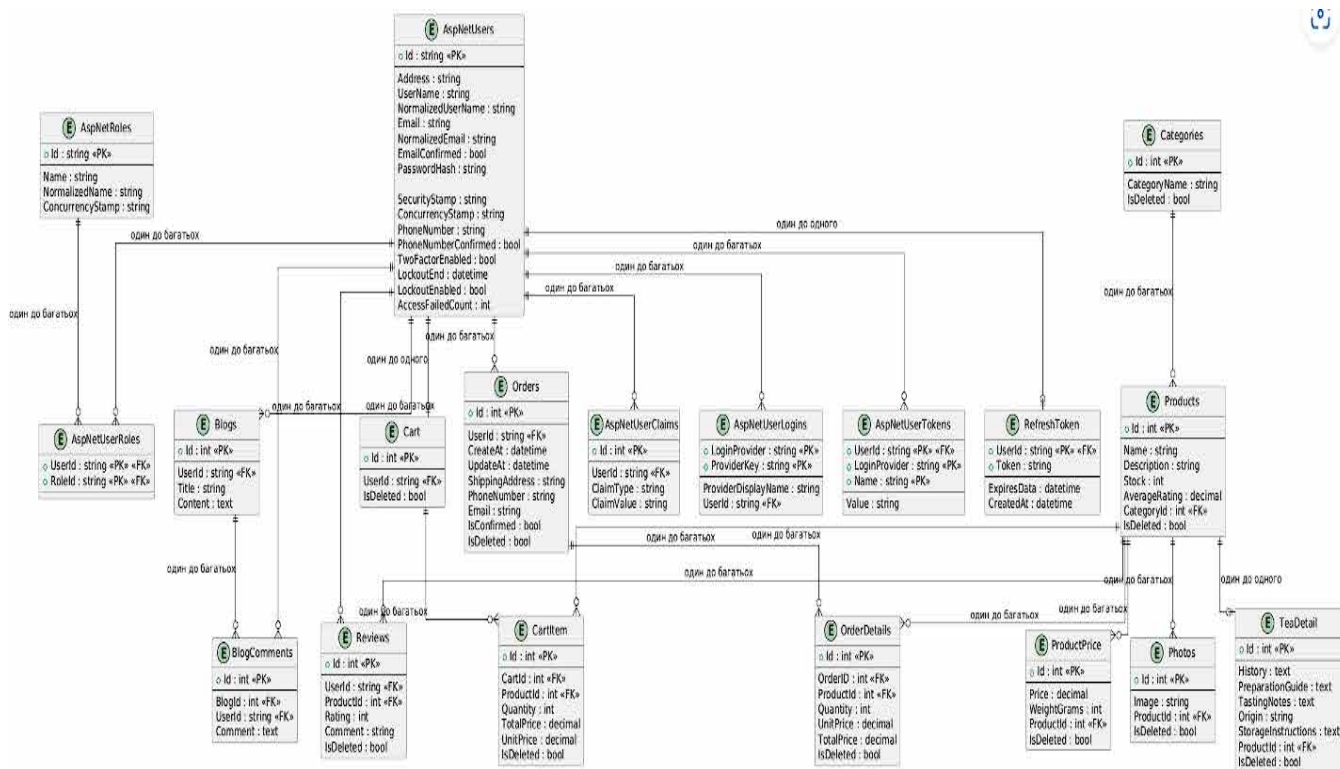 E AspNetUsers
Id : string «PK»
Address : string
UserName : string
NormalizedUserName : string
Email : string
NormalizedEmail : string
EmailConfirmed : bool
PasswordHash : string
SecurityStamp : string
ConcurrencyStamp : string
PhoneNumber : string
PhoneNumberConfirmed : bool
TwoFactorEnabled : bool
LockoutEnd : datetime
LockoutEnabled : bool
AccessFailedCount : int
E AspNetRoles
Id : string «PK»
Name : string
NormalizedName : string
ConcurrencyStamp : string
E Categories
Id : int «PK»
CategoryName : string
IsDeleted : bool
один до одного
один до багатьох
один до багатьох
один до багатьох
один до багатьох
один до багатьох
один до багатьох
один до багатьох
один до багатьох
один до одного
один до багатьох
один до багатьох
E AspNetUserRoles
UserId : string «PK» «FK»
RoleId : string «PK» «FK»
E Blogs
Id : int «PK»
UserId : string «FK»
Title : string
Content : text
E Cart
Id : int «PK»
UserId : string «FK»
IsDeleted : bool
E Orders
Id : int «PK»
UserId : string «FK»
CreateAt : datetime
UpdateAt : datetime
ShippingAddress : string
PhoneNumber : string
Email : string
IsConfirmed : bool
IsDeleted : bool
E AspNetUserClaims
Id : int «PK»
UserId : string «FK»
ClaimType : string
ClaimValue : string
E AspNetUserLogins
LoginProvider : string «PK»
ProviderKey : string «PK»
ProviderDisplayName : string
UserId : string «FK»
E AspNetUserTokens
UserId : string «PK» «FK»
LoginProvider : string «PK»
Name : string «PK»
Value : string
E RefreshToken
UserId : string «PK» «FK»
Token : string
ExpiresData : datetime
CreatedAt : datetime
E Products
Id : int «PK»
Name : string
Description : string
Stock : int
AverageRating : decimal
CategoryId : int «FK»
IsDeleted : bool
один до багатьох
один до багатьох
один до багатьох
один до багатьох
один до багатьох
один до багатьох
один до одного
один до багатьох
один до багатьох
E BlogComments
Id : int «PK»
BlogId : int «FK»
UserId : string «FK»
Comment : text
E Reviews
Id : int «PK»
UserId : string «FK»
ProductId : int «FK»
Rating : int
Comment : string
IsDeleted : bool
E CartItem
Id : int «PK»
CartId : int «FK»
ProductId : int «FK»
Quantity : int
TotalPrice : decimal
UnitPrice : decimal
IsDeleted : bool
E OrderDetails
Id : int «PK»
OrderID : int «FK»
ProductId : int «FK»
Quantity : int
UnitPrice : decimal
TotalPrice : decimal
IsDeleted : bool
E ProductPrice
Id : int «PK»
Price : decimal
WeightGrams : int
ProductId : int «FK»
IsDeleted : bool
E Photos
Id : int «PK»
Image : string
ProductId : int «FK»
IsDeleted : bool
E TeaDetail
Id : int «PK»
History : text
PreparationGuide : text
TastingNotes : text
Origin : string
StorageInstructions : text
ProductId : int «FK»
IsDeleted : bool